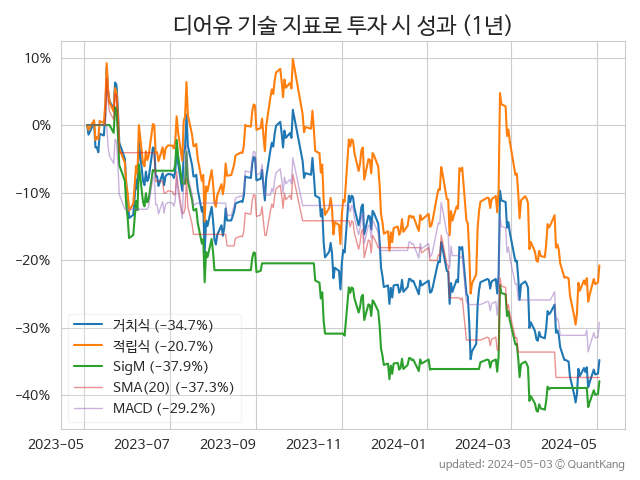 디어유 기술 지표로 투자 시 성과 (1년)
10%
0%
−10%
−20%
−30%
−40%
거치식 (−34.7%)
적립식 (−20.7%)
SigM (−37.9%)
SMA(20) (−37.3%)
MACD (−29.2%)
2023-05 2023-07 2023-09 2023-11 2024-01 2024-03 2024-05
updated: 2024-05-03 ⓒ QuantKang